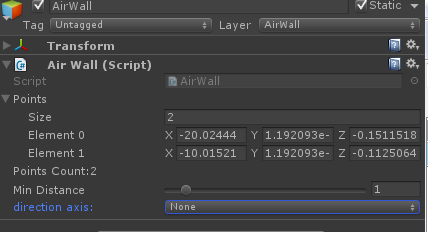 AirWall Static
Tag Untagged Layer AirWall
Transform
Air Wall (Script)
Script AirWall
Points
Size 2
Element 0 X -20.02444 Y 1.192093e- Z -0.1511518
Element 1 X -10.01521 Y 1.192093e- Z -0.1125064
Points Count:2
Min Distance 1
direction axis: None